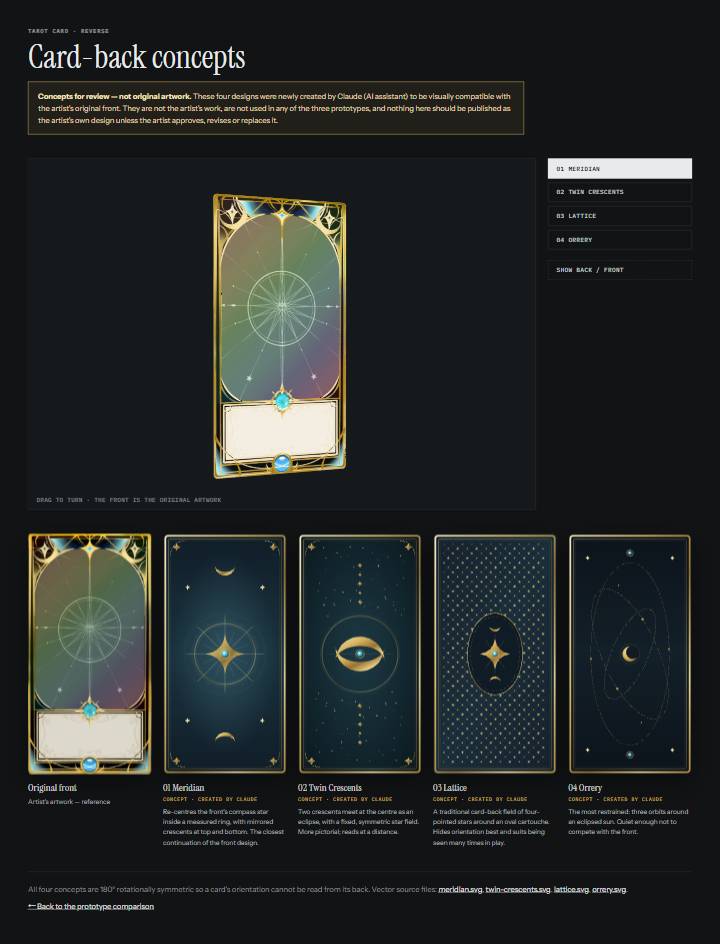 TAROT CARD · REVERSE
Card-back concepts
Concepts for review — not original artwork. These four designs were newly created by Claude (AI assistant) to be visually compatible with
the artist's original front. They are not the artist's work, are not used in any of the three prototypes, and nothing here should be published as
the artist's own design unless the artist approves, revises or replaces it.
01 MERIDIAN
02 TWIN CRESCENTS
03 LATTICE
04 ORRERY
SHOW BACK / FRONT
DRAG TO TURN · THE FRONT IS THE ORIGINAL ARTWORK
Original front
Artist's artwork — reference
01 Meridian
CONCEPT · CREATED BY CLAUDE
Re-centres the front's compass star
inside a measured ring, with mirrored
crescents at top and bottom. The closest
continuation of the front design.
02 Twin Crescents
CONCEPT · CREATED BY CLAUDE
Two crescents meet at the centre as an
eclipse, with a fixed, symmetric star field.
More pictorial; reads at a distance.
03 Lattice
CONCEPT · CREATED BY CLAUDE
A traditional card-back field of four-
pointed stars around an oval cartouche.
Hides orientation best and suits being
seen many times in play.
04 Orrery
CONCEPT · CREATED BY CLAUDE
The most restrained: three orbits around
an eclipsed sun. Quiet enough not to
compete with the front.
All four concepts are 180° rotationally symmetric so a card's orientation cannot be read from its back. Vector source files: meridian.svg, twin-crescents.svg, lattice.svg, orrery.svg.
← Back to the prototype comparison